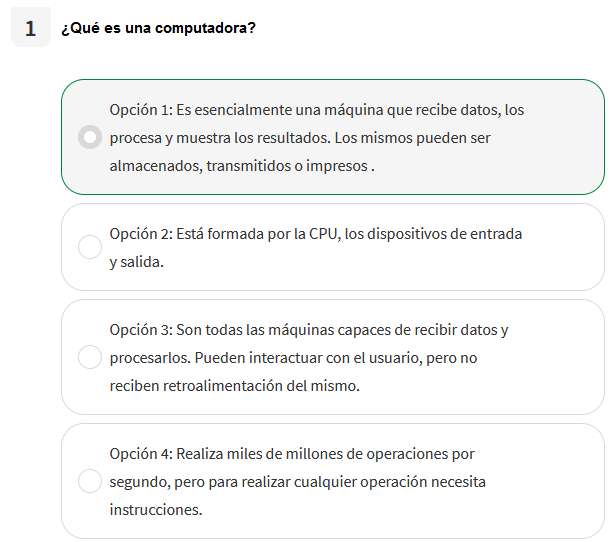 1 ¿Qué es una computadora?
Opción 1: Es esencialmente una máquina que recibe datos, los
procesa y muestra los resultados. Los mismos pueden ser
almacenados, transmitidos o impresos .
Opción 2: Está formada por la CPU, los dispositivos de entrada
y salida.
Opción 3: Son todas las máquinas capaces de recibir datos y
procesarlos. Pueden interactuar con el usuario, pero no
reciben retroalimentación del mismo.
Opción 4: Realiza miles de millones de operaciones por
segundo, pero para realizar cualquier operación necesita
instrucciones.